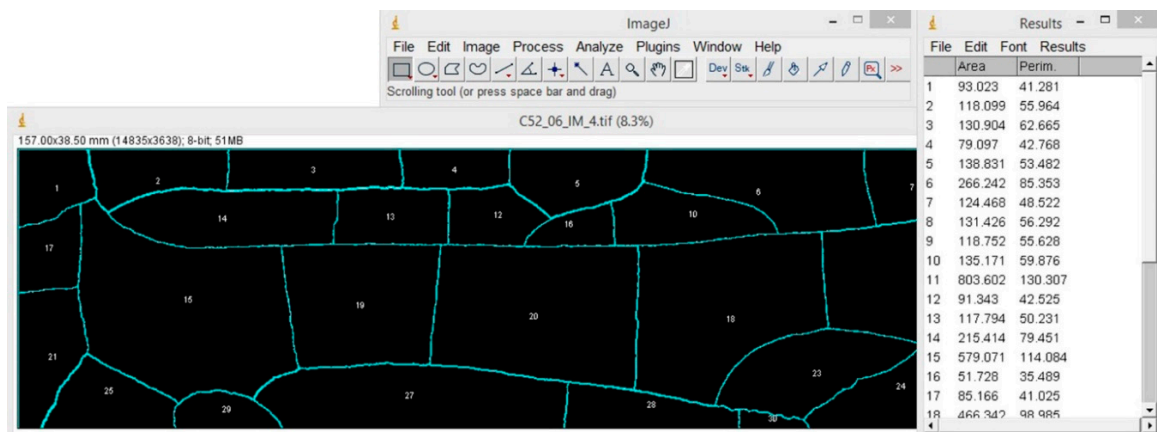 ImageJ
File Edit Image Process Analyze Plugins Window Help
A Dev Stk Px >>
Scrolling tool (or press space bar and drag)
C52_06_IM_4.tif (8.3%)
157.00x38.50 mm (14835x3638); 8-bit; 51MB
1 2 3 4 5 6 7
14 13 12 16 10
17
15 19 20 18
21 25 29 27 28 23 24 30
Results
File Edit Font Results
Area Perim.
1 93.023 41.281
2 118.099 55.964
3 130.904 62.665
4 79.097 42.768
5 138.831 53.482
6 266.242 85.353
7 124.468 48.522
8 131.426 56.292
9 118.752 55.628
10 135.171 59.876
11 803.602 130.307
12 91.343 42.525
13 117.794 50.231
14 215.414 79.451
15 579.071 114.084
16 51.728 35.489
17 85.166 41.025
18 466.342 98.985